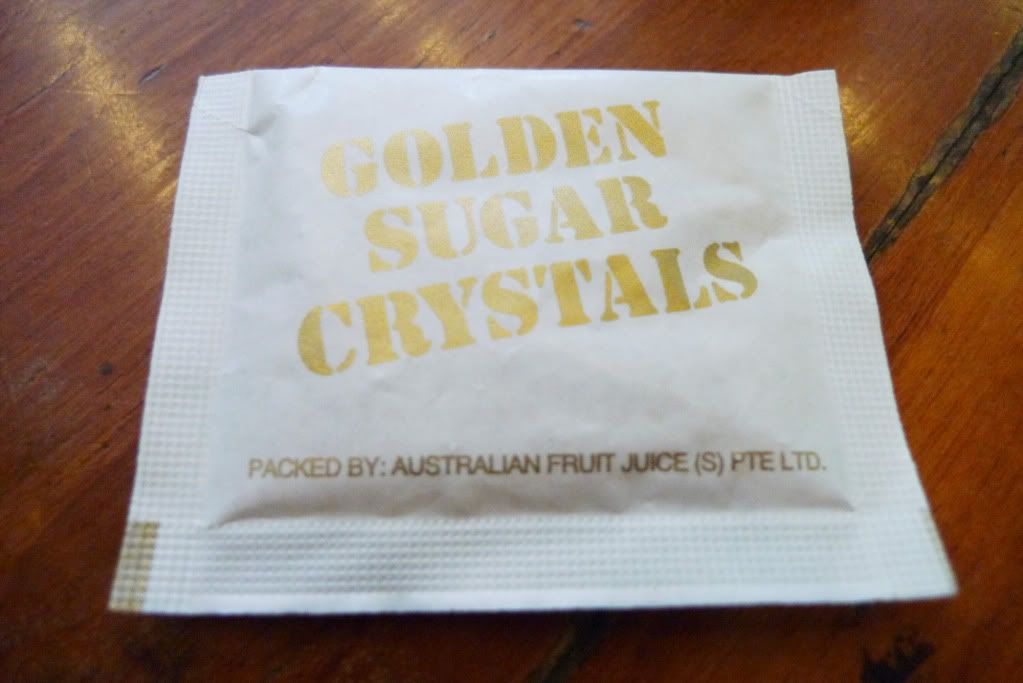 GOLDEN
SUGAR
CRYSTALS
PACKED BY: AUSTRALIAN FRUIT JUICE (S) PTE LTD.